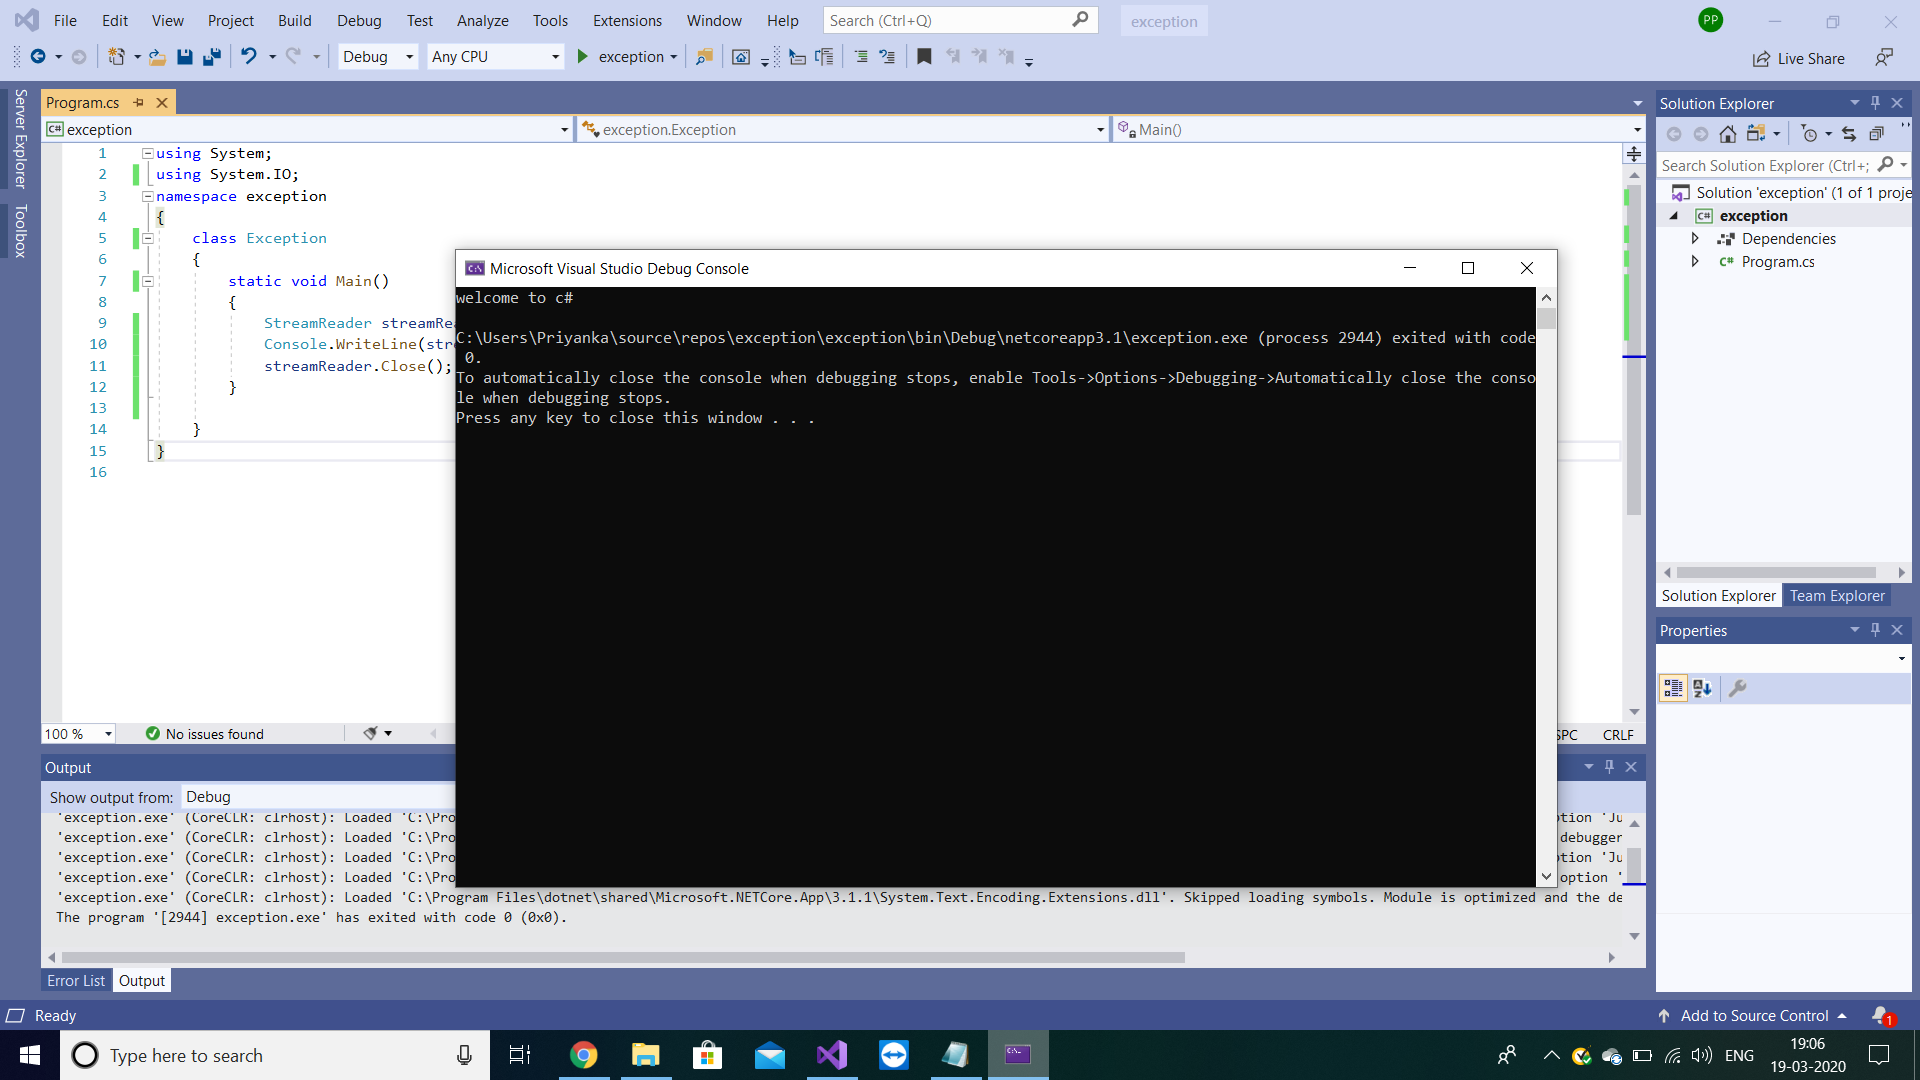 File Edit View Project Build Debug Test Analyze Tools Extensions Window Help Search (Ctrl+Q) exception PP
Debug Any CPU exception Live Share
Server Explorer
Toolbox
Program.cs
exception exception.Exception Main()
1 using System;
2 using System.IO;
3 namespace exception
4 {
5 class Exception
6 {
7 static void Main()
8 {
9 StreamReader streamRea
10 Console.WriteLine(stre
11 streamReader.Close();
12 }
13
14 }
15 }
16
100 % No issues found SPC CRLF
Microsoft Visual Studio Debug Console
welcome to c#
C:\Users\Priyanka\source\repos\exception\exception\bin\Debug\netcoreapp3.1\exception.exe (process 2944) exited with code
0.
To automatically close the console when debugging stops, enable Tools->Options->Debugging->Automatically close the conso
le when debugging stops.
Press any key to close this window . . .
Output
Show output from: Debug
'exception.exe' (CoreCLR: clrhost): Loaded 'C:\Pro ption 'Ju
'exception.exe' (CoreCLR: clrhost): Loaded 'C:\Pro debugger
'exception.exe' (CoreCLR: clrhost): Loaded 'C:\Pro ption 'Ju
'exception.exe' (CoreCLR: clrhost): Loaded 'C:\Pro option '
'exception.exe' (CoreCLR: clrhost): Loaded 'C:\Program Files\dotnet\shared\Microsoft.NETCore.App\3.1.1\System.Text.Encoding.Extensions.dll'. Skipped loading symbols. Module is optimized and the de
The program '[2944] exception.exe' has exited with code 0 (0x0).
Error List Output
Solution Explorer
Search Solution Explorer (Ctrl+;
Solution 'exception' (1 of 1 proje
C# exception
Dependencies
C# Program.cs
Solution Explorer Team Explorer
Properties
Ready Add to Source Control 1
Type here to search ENG
19:06
19-03-2020